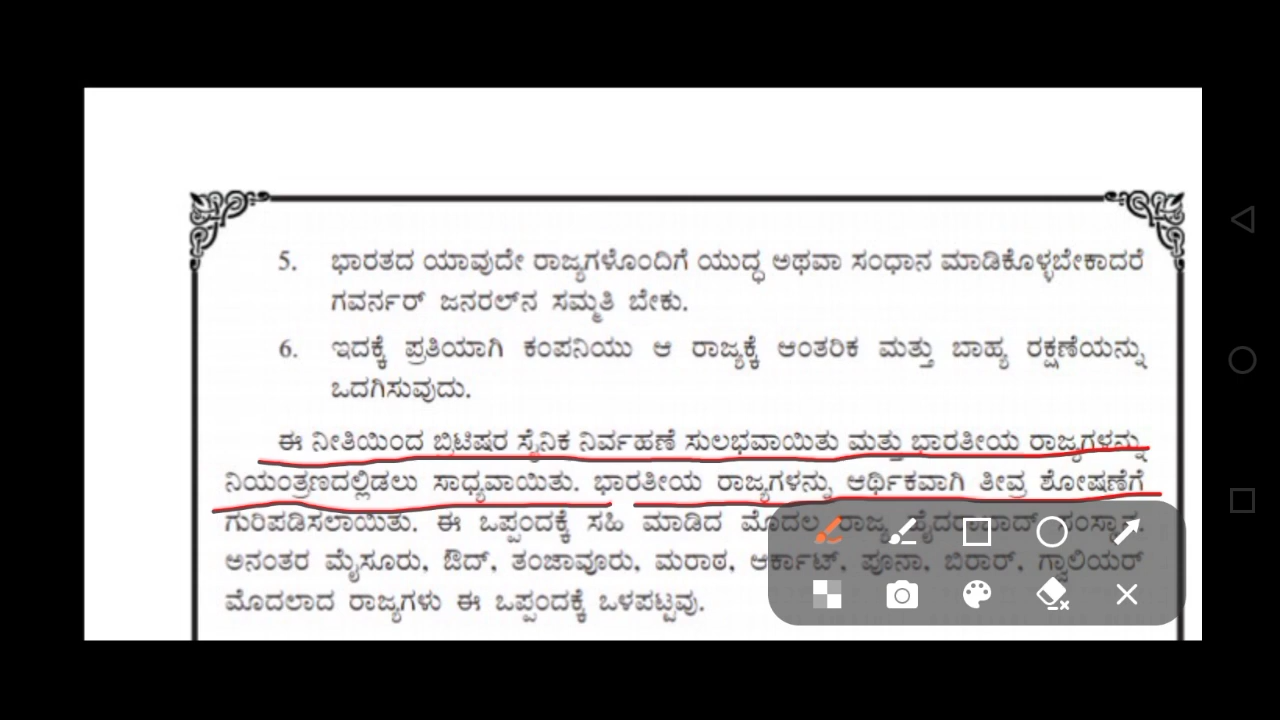 5. ಭಾರತದ ಯಾವುದೇ ರಾಜ್ಯಗಳೊಂದಿಗೆ ಯುದ್ಧ ಅಥವಾ ಸಂಧಾನ ಮಾಡಿಕೊಳ್ಳಬೇಕಾದರೆ
ಗವರ್ನರ್ ಜನರಲ್‌ನ ಸಮ್ಮತಿ ಬೇಕು.
6. ಇದಕ್ಕೆ ಪ್ರತಿಯಾಗಿ ಕಂಪನಿಯು ಆ ರಾಜ್ಯಕ್ಕೆ ಆಂತರಿಕ ಮತ್ತು ಬಾಹ್ಯ ರಕ್ಷಣೆಯನ್ನು
ಒದಗಿಸುವುದು.
ಈ ನೀತಿಯಿಂದ ಬ್ರಿಟಿಷರ ಸೈನಿಕ ನಿರ್ವಹಣೆ ಸುಲಭವಾಯಿತು ಮತ್ತು ಭಾರತೀಯ ರಾಜ್ಯಗಳನ್ನು
ನಿಯಂತ್ರಣದಲ್ಲಿಡಲು ಸಾಧ್ಯವಾಯಿತು. ಭಾರತೀಯ ರಾಜ್ಯಗಳನ್ನು ಆರ್ಥಿಕವಾಗಿ ತೀವ್ರ ಶೋಷಣೆಗೆ
ಗುರಿಪಡಿಸಲಾಯಿತು. ಈ ಒಪ್ಪಂದಕ್ಕೆ ಸಹಿ ಮಾಡಿದ ಮೊದಲ ರಾಜ್ಯ ಹೈದರಾಬಾದ್ ಸಂಸ್ಥಾನ.
ಅನಂತರ ಮೈಸೂರು, ಔದ್, ತಂಜಾವೂರು, ಮರಾಠ, ಆರ್ಕಾಟ್, ಪೂನಾ, ಬಿರಾರ್, ಗ್ವಾಲಿಯರ್
ಮೊದಲಾದ ರಾಜ್ಯಗಳು ಈ ಒಪ್ಪಂದಕ್ಕೆ ಒಳಪಟ್ಟವು.